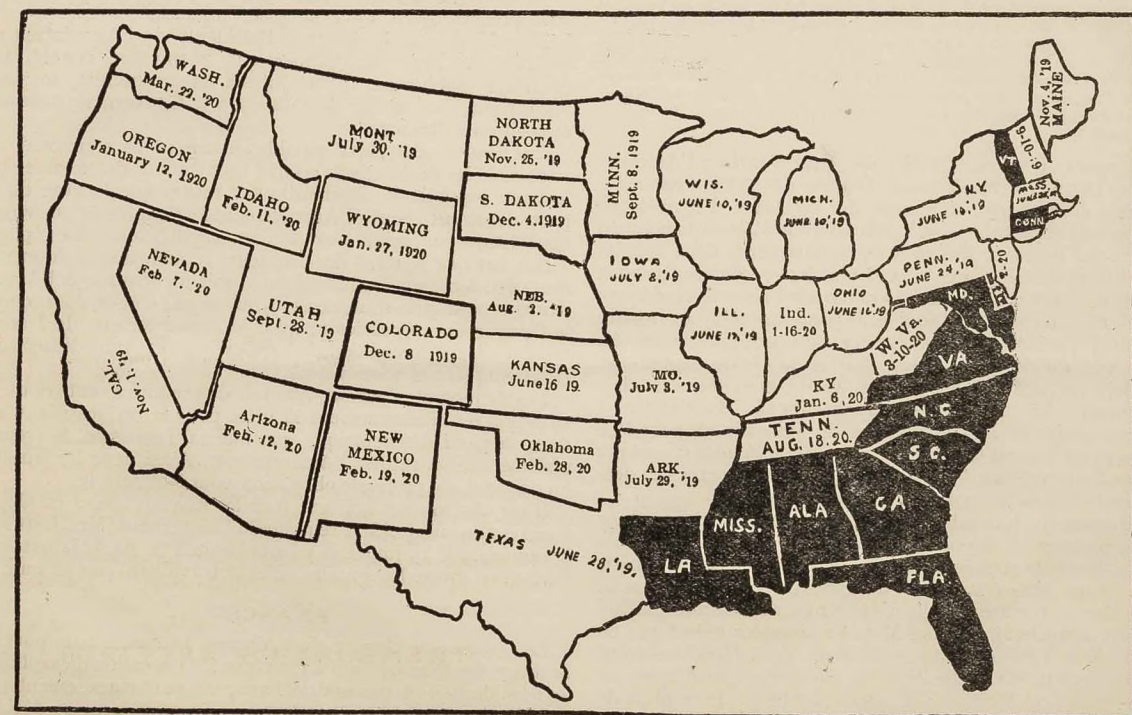 WASH.
Mar. 22. '20
OREGON
January 12, 1920
IDAHO
Feb. 11, '20
MONT
July 30. '19
NORTH
DAKOTA
Nov. 25, '19
S. DAKOTA
Dec. 4. 1919
MINN.
Sept. 8. 1919
WIS.
JUNE 10,'19
MICH.
JUNE 10,'19
Nov. 4, '19
MAINE
VT.
9-10-19
MASS.
CONN.
N.Y.
JUNE 16,'19
NEVADA
Feb. 7, '20
CAL.
Nov. 1. '19
WYOMING
Jan. 27, 1920
UTAH
Sept. 28. '19
COLORADO
Dec. 8 1919
NEB.
Aug. 2. '19
KANSAS
June 16 19.
IOWA
JULY 2,'19
MO.
July 3, '19
ILL.
JUNE 17,'19
Ind.
1-16-20
OHIO
JUNE 16,'19
PENN.
JUNE 24,'19
2-20
MD.
W. Va.
3-10-20
VA.
KY
Jan. 6, 20
TENN.
AUG. 18. 20.
N.C.
S.C.
GA
ALA
MISS.
LA
FLA.
ARK.
July 29, '19
Oklahoma
Feb. 28, 20
Arizona
Feb. 12, '20
NEW
MEXICO
Feb. 19, '20
TEXAS JUNE 28,'19.